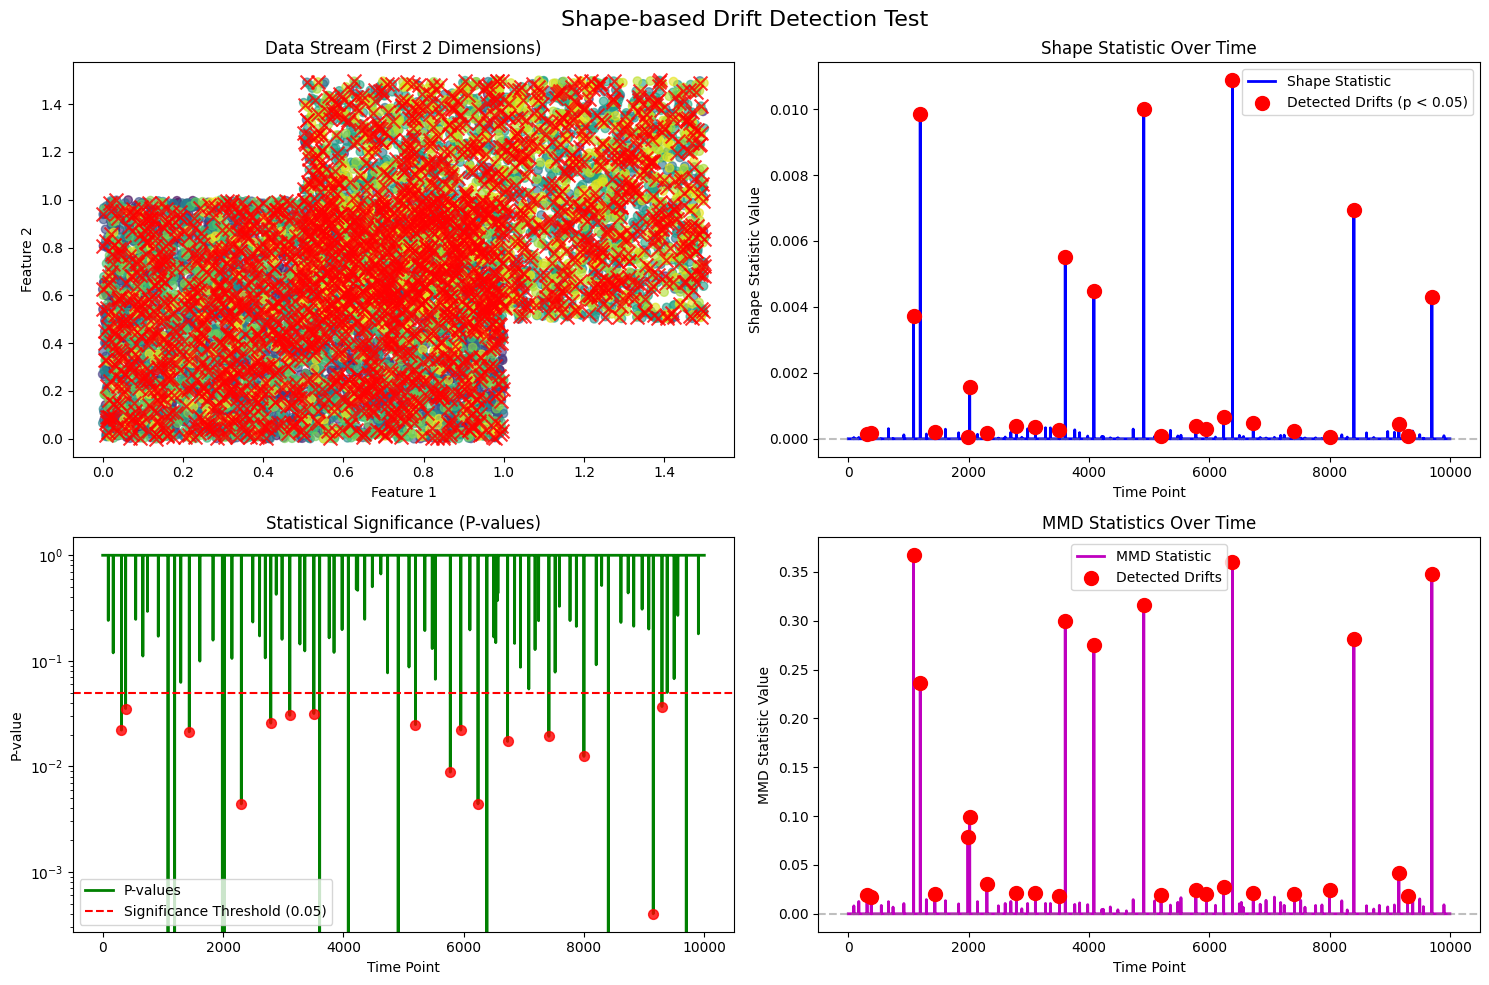 Shape-based Drift Detection Test
Data Stream (First 2 Dimensions)
1.4
1.2
1.0
0.8
0.6
0.4
0.2
0.0
Feature 2
0.0 0.2 0.4 0.6 0.8 1.0 1.2 1.4
Feature 1
Shape Statistic Over Time
Shape Statistic
Detected Drifts (p < 0.05)
0.010
0.008
0.006
0.004
0.002
0.000
Shape Statistic Value
0 2000 4000 6000 8000 10000
Time Point
Statistical Significance (P-values)
10⁰
10⁻¹
10⁻²
10⁻³
P-value
P-values
Significance Threshold (0.05)
0 2000 4000 6000 8000 10000
Time Point
MMD Statistics Over Time
MMD Statistic
Detected Drifts
0.35
0.30
0.25
0.20
0.15
0.10
0.05
0.00
MMD Statistic Value
0 2000 4000 6000 8000 10000
Time Point